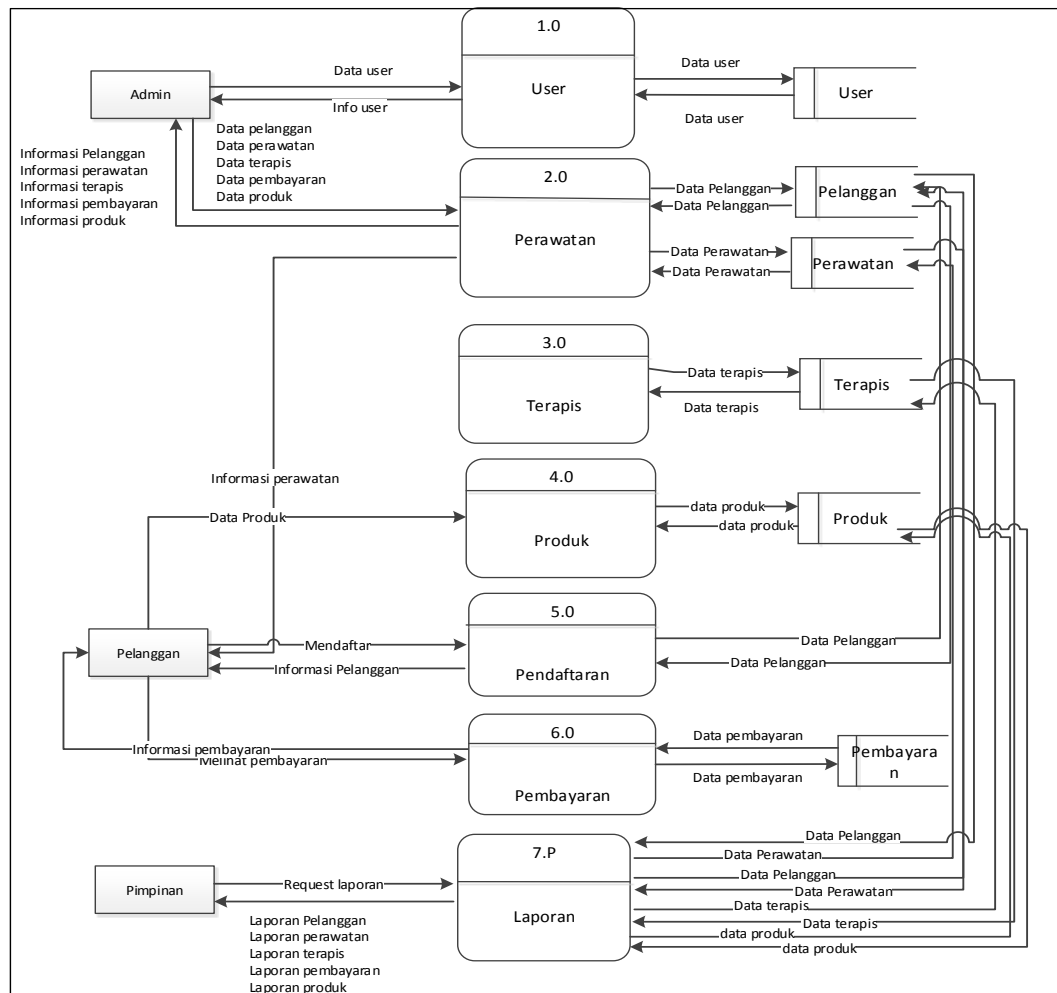 1.0
User
Admin
Data user
Info user
Data user
Data user
User
Informasi Pelanggan
Informasi perawatan
Informasi terapis
Informasi pembayaran
Informasi produk
Data pelanggan
Data perawatan
Data terapis
Data pembayaran
Data produk
2.0
Perawatan
Data Pelanggan
Data Pelanggan
Pelanggan
Data Perawatan
Data Perawatan
Perawatan
3.0
Terapis
Data terapis
Data terapis
Terapis
Informasi perawatan
Data Produk
4.0
Produk
data produk
data produk
Produk
Pelanggan
Mendaftar
Informasi Pelanggan
5.0
Pendaftaran
Data Pelanggan
Data Pelanggan
Informasi pembayaran
Melihat pembayaran
6.0
Pembayaran
Data pembayaran
Data pembayaran
Pembayara
n
Pimpinan
Request laporan
Laporan Pelanggan
Laporan perawatan
Laporan terapis
Laporan pembayaran
Laporan produk
7.P
Laporan
Data Pelanggan
Data Perawatan
Data Pelanggan
Data Perawatan
Data terapis
Data terapis
data produk
data produk